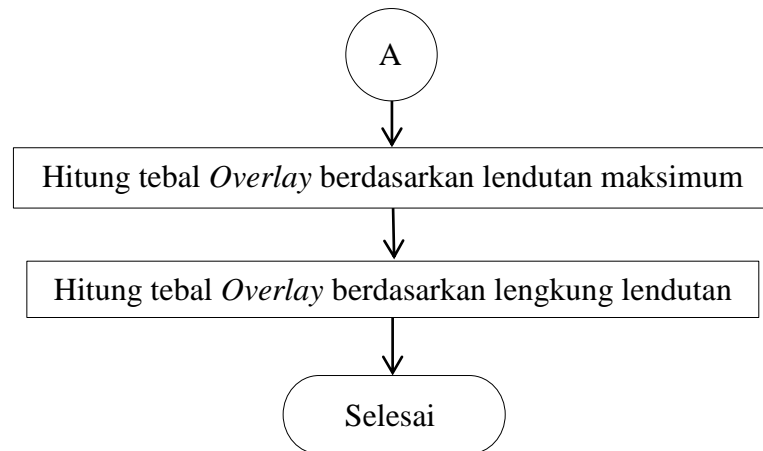 A
Hitung tebal Overlay berdasarkan lendutan maksimum
Hitung tebal Overlay berdasarkan lengkung lendutan
Selesai